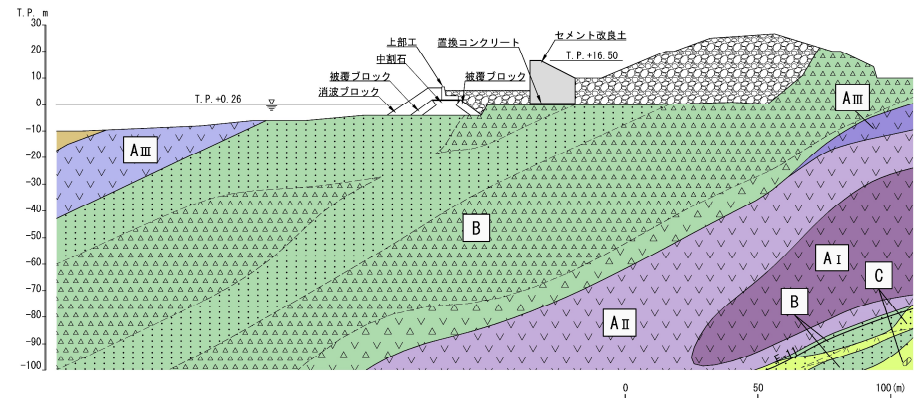 T.P. m
30
20
10
0
-10
-20
-30
-40
-50
-60
-70
-80
-90
-100
セメント改良土
置換コンクリート
上部工
T.P.+16.50
中割石
被覆ブロック
被覆ブロック
消波ブロック
T.P.+0.26
AⅢ
AⅢ
B
AⅠ
C
B
AⅡ
F-11
0
50
100(m)